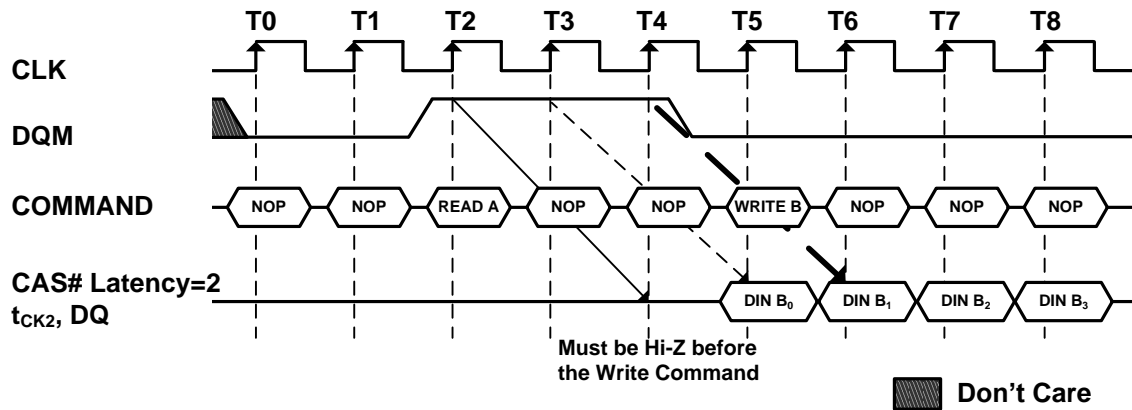 T0 T1 T2 T3 T4 T5 T6 T7 T8
CLK
DQM
COMMAND NOP NOP READ A NOP NOP WRITE B NOP NOP NOP
CAS# Latency=2
tCK2, DQ DIN B0 DIN B1 DIN B2 DIN B3
Must be Hi-Z before
the Write Command
Don't Care